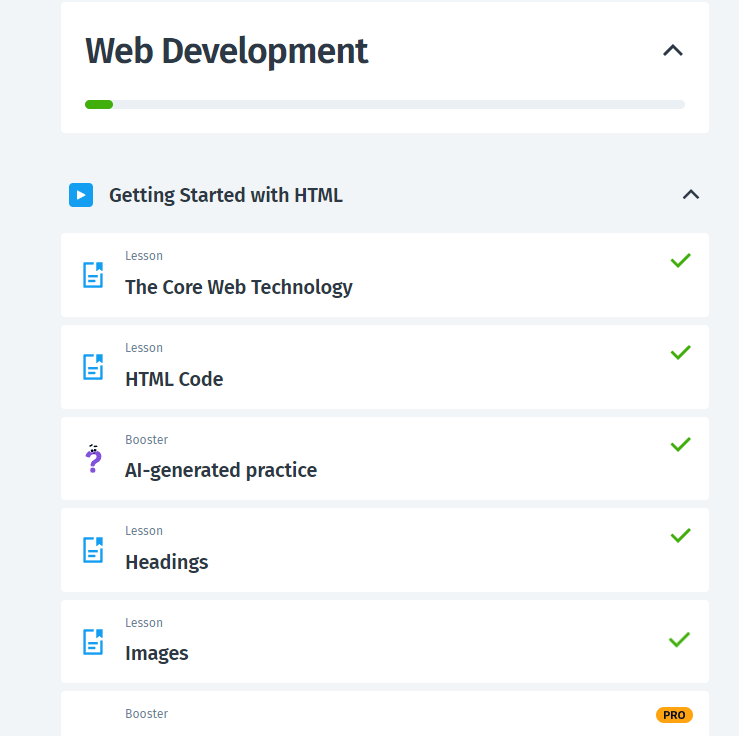 Web Development
Getting Started with HTML
Lesson
The Core Web Technology
Lesson
HTML Code
Booster
AI-generated practice
Lesson
Headings
Lesson
Images
Booster
PRO